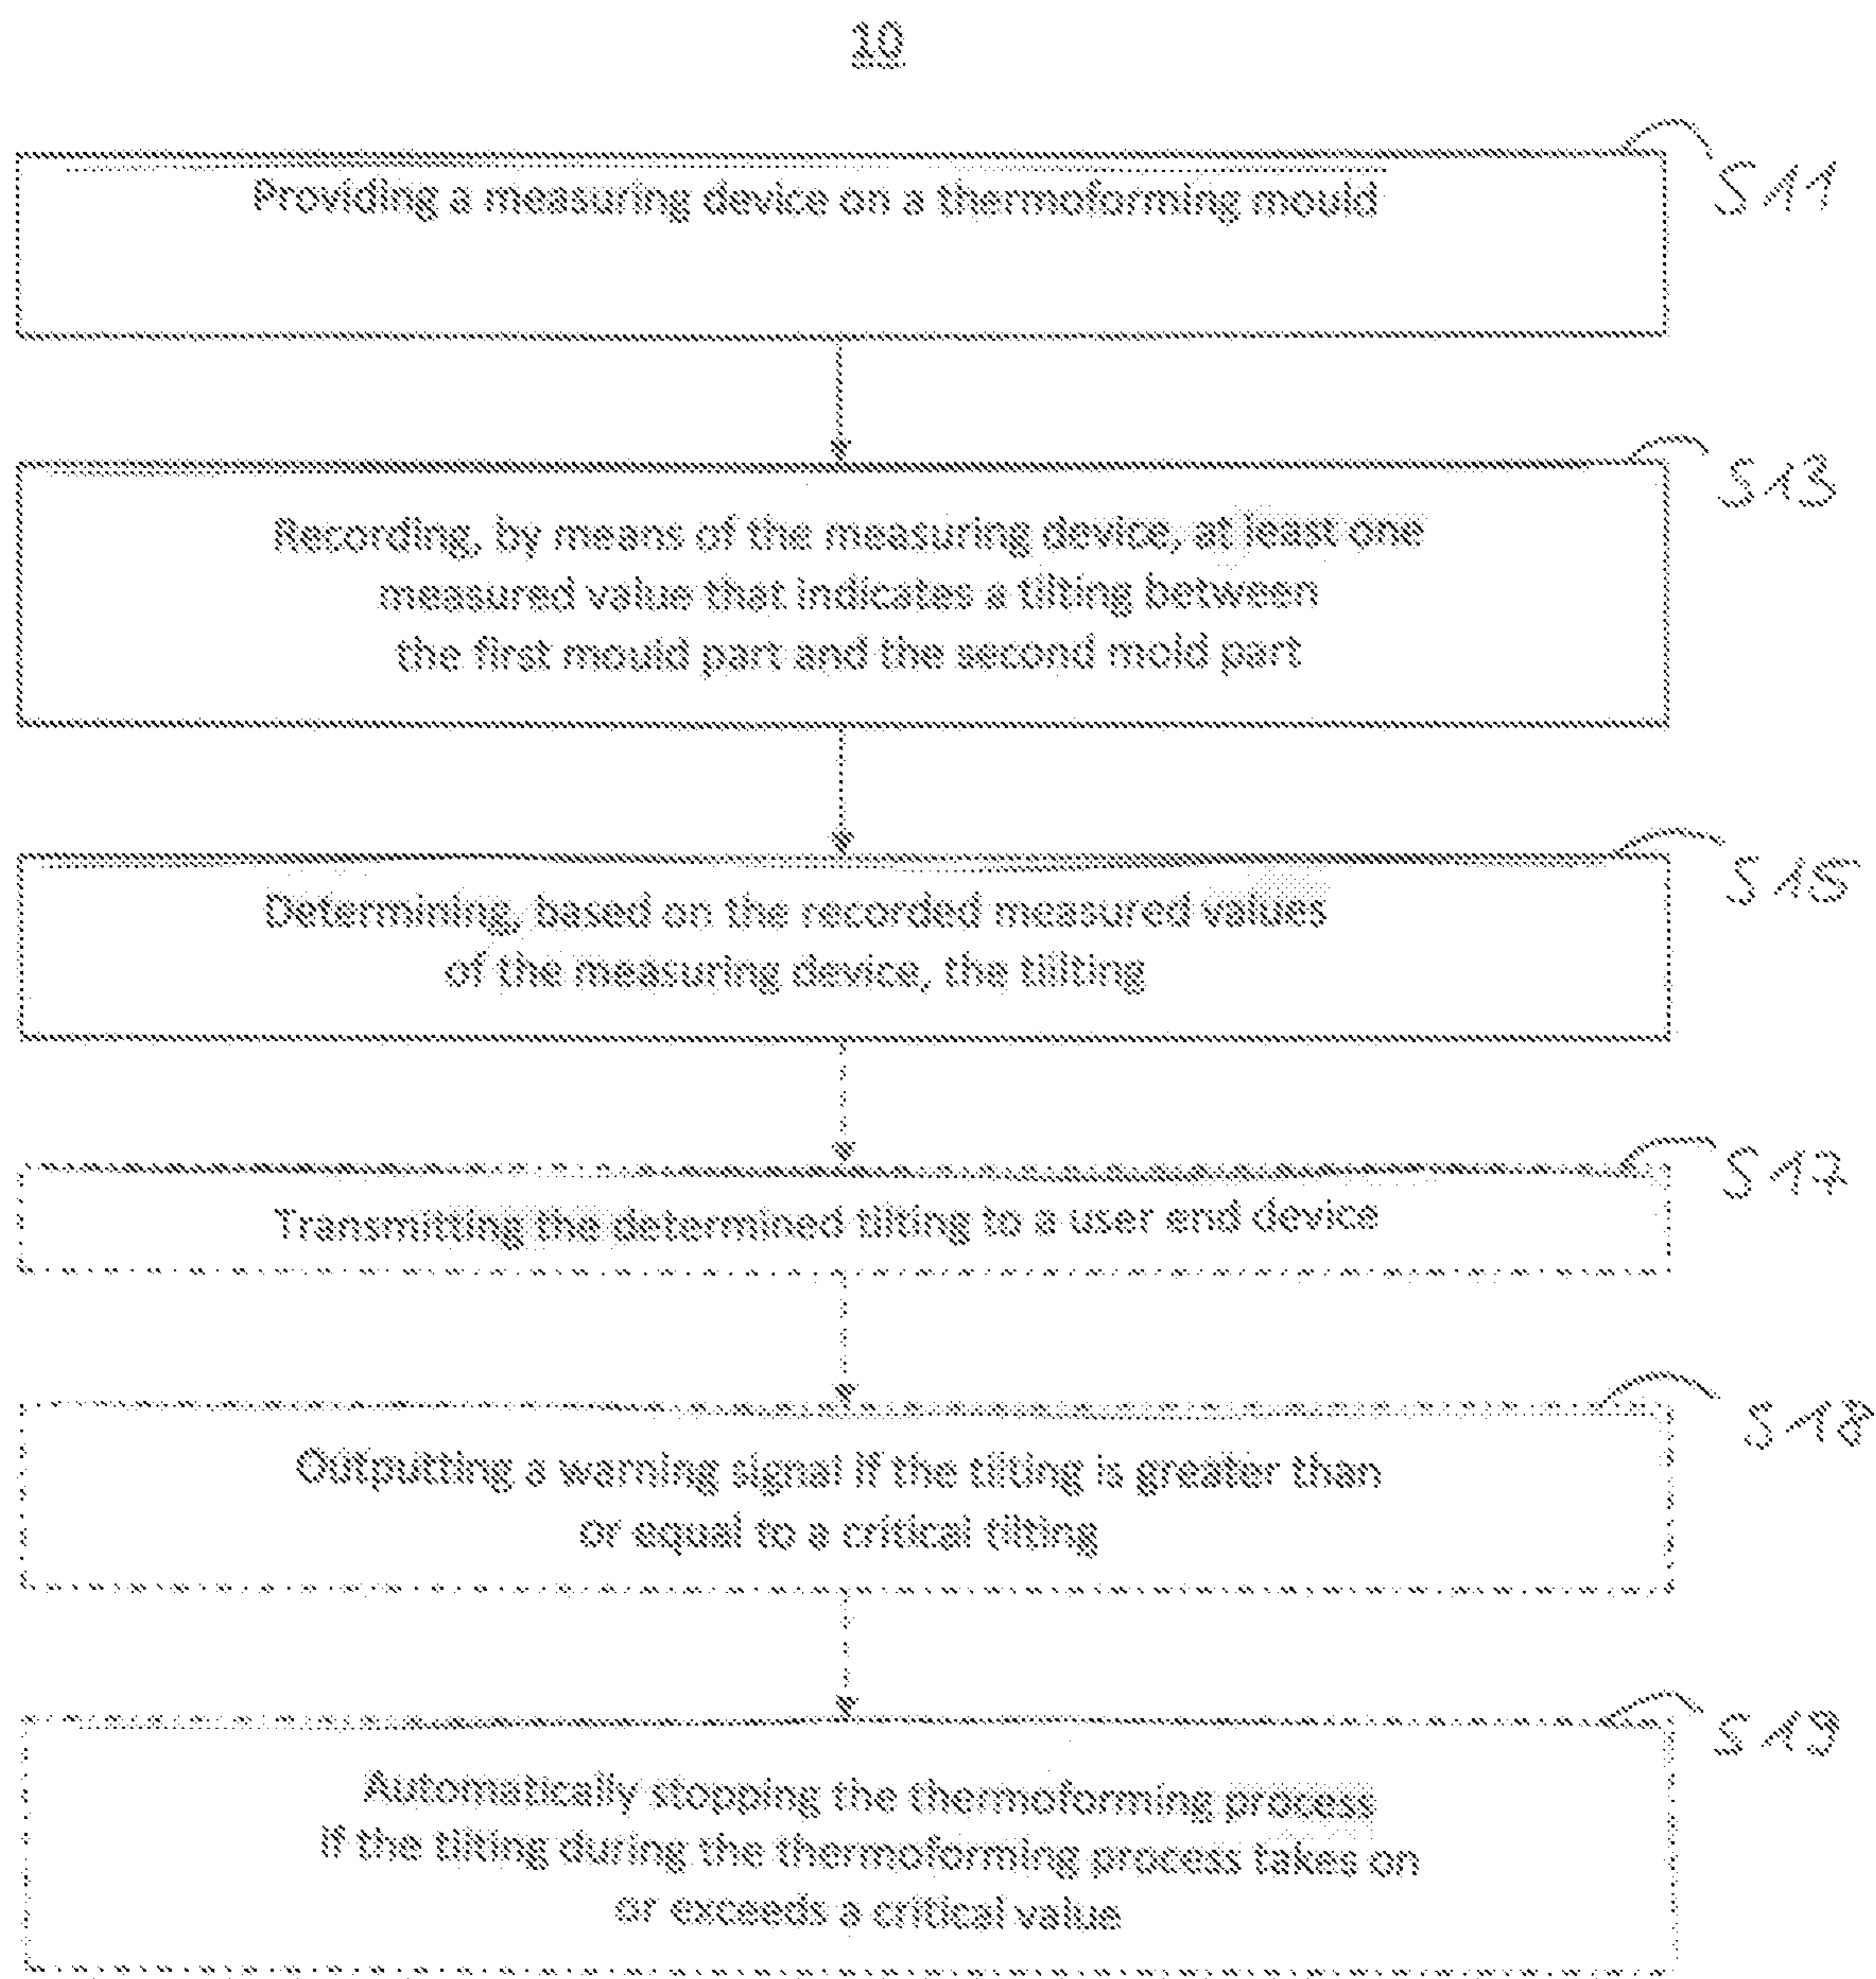 10
Providing a measuring device on a thermoforming mould
S11
Recording, by means of the measuring device, at least one
measured value that indicates a tilting between
the first mould part and the second mold part
S13
Determining, based on the recorded measured values
of the measuring device, the tilting
S15
Transmitting the determined tilting to a user end device
S17
Outputting a warning signal if the tilting is greater than
or equal to a critical tilting
S18
Automatically stopping the thermoforming process
if the tilting during the thermoforming process takes on
or exceeds a critical value
S19